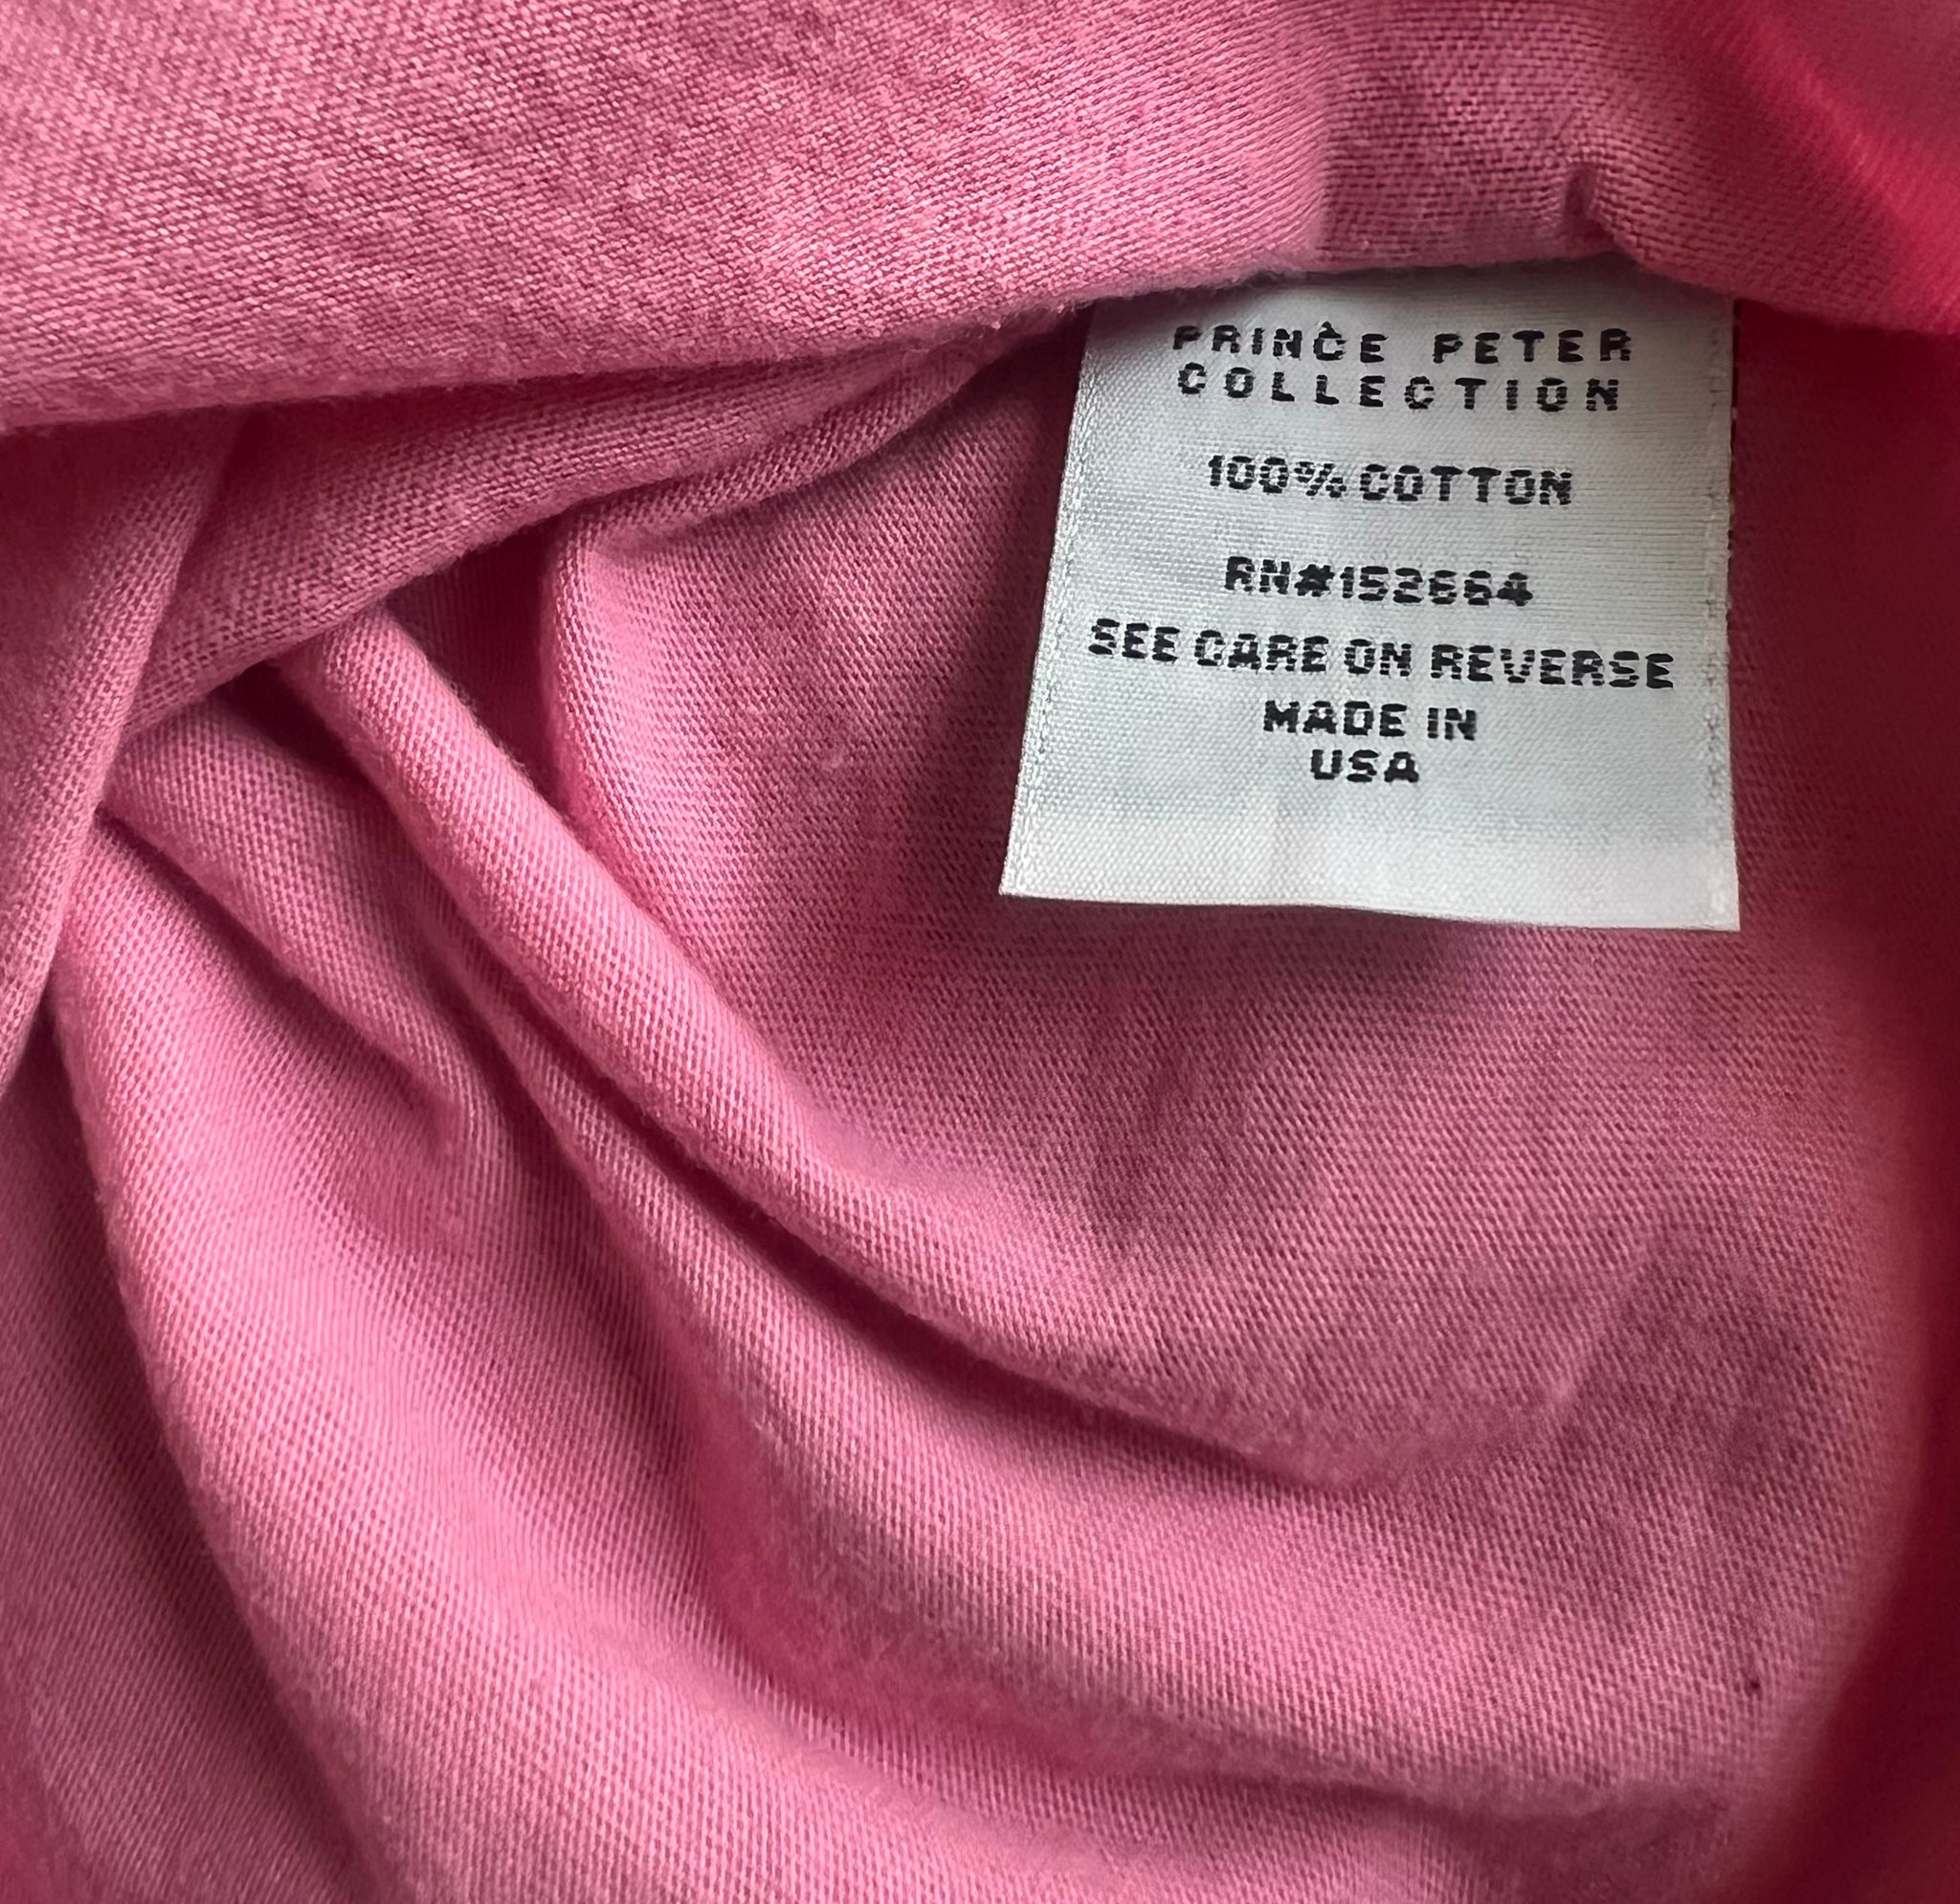 PRINCE PETER
COLLECTION
100% COTTON
RN#152664
SEE CARE ON REVERSE
MADE IN
USA